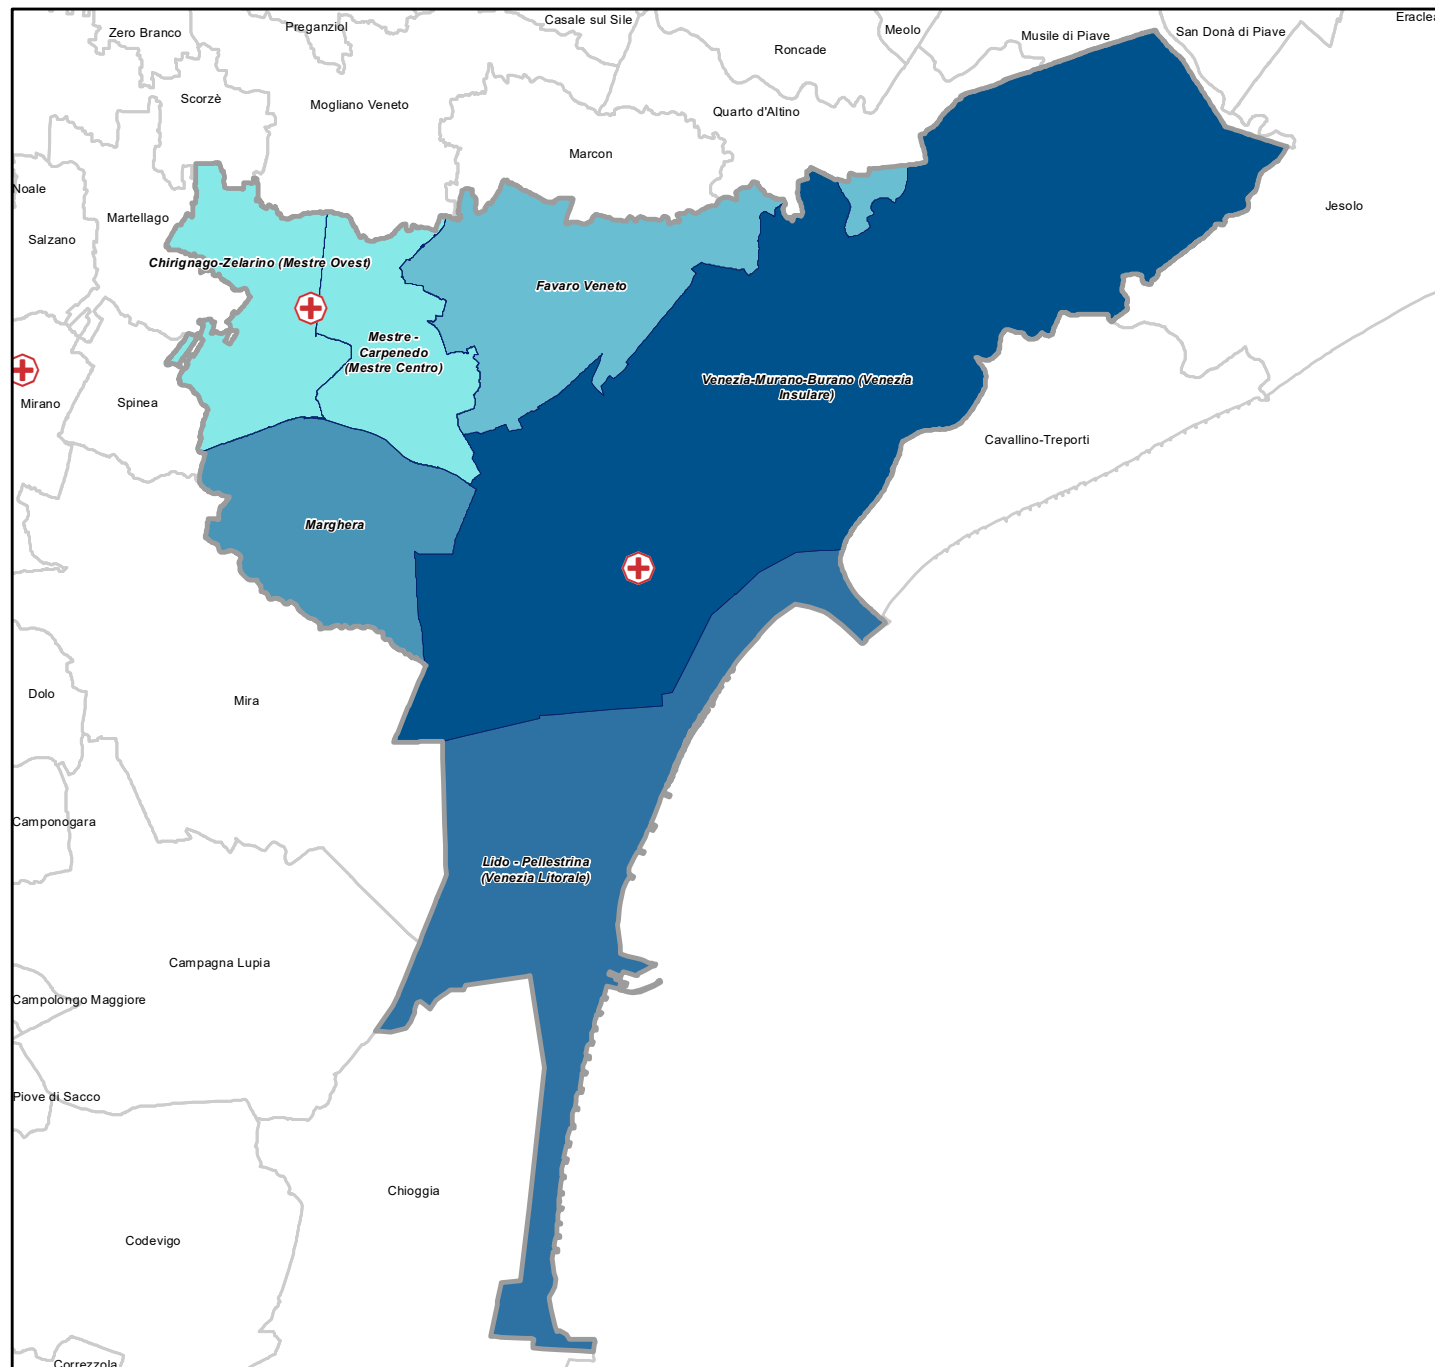 Zero Branco
Preganziol
Casale sul Sile
Meolo
Musile di Piave
San Donà di Piave
Roncade
Scorzè
Mogliano Veneto
Quarto d'Altino
Marcon
Noale
Martellago
Salzano
Jesolo
Chirignago-Zelarino (Mestre Ovest)
Favaro Veneto
Mestre -
Carpenedo
(Mestre Centro)
Venezia-Murano-Burano (Venezia
Insulare)
Mirano
Spinea
Cavallino-Treporti
Marghera
Dolo
Mira
Camponogara
Lido - Pellestrina
(Venezia Litorale)
Campagna Lupia
Campolongo Maggiore
Piove di Sacco
Chioggia
Codevigo
Correzzola